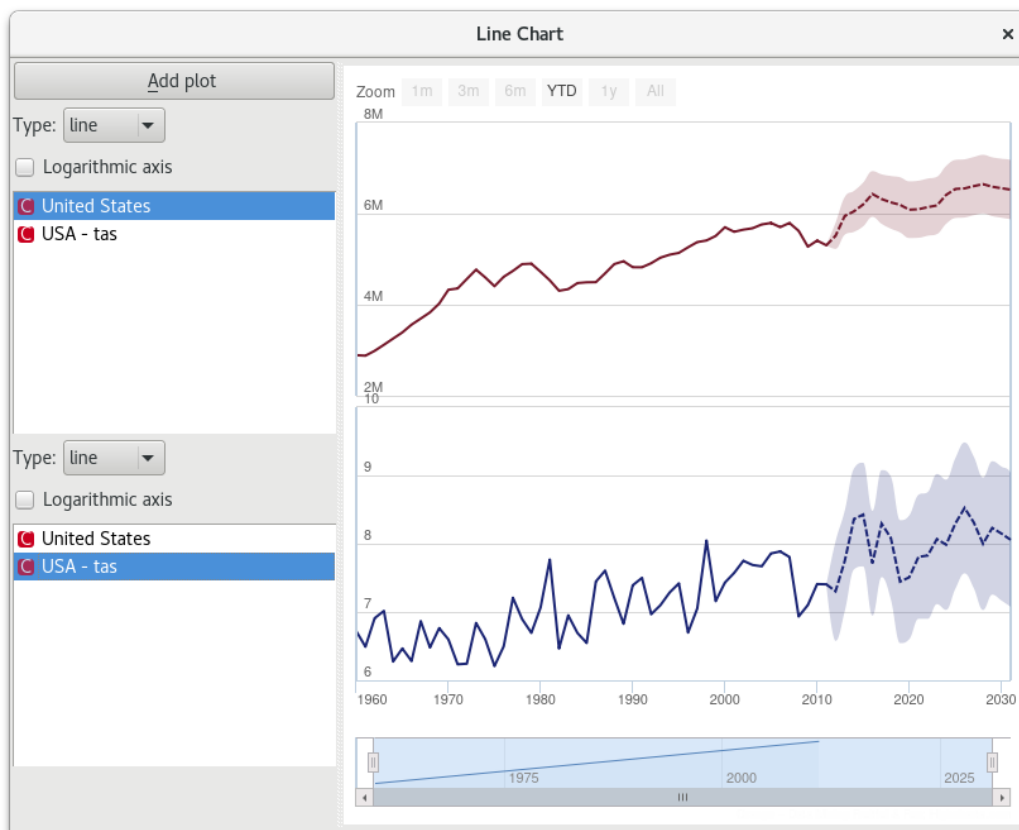 Line Chart ×
Add plot
Type: line
Logarithmic axis
C United States
C USA - tas
Type: line
Logarithmic axis
C United States
C USA - tas
Zoom 1m 3m 6m YTD 1y All
8M
6M
4M
2M
10
9
8
7
6
1960 1970 1980 1990 2000 2010 2020 2030
1975 2000 2025